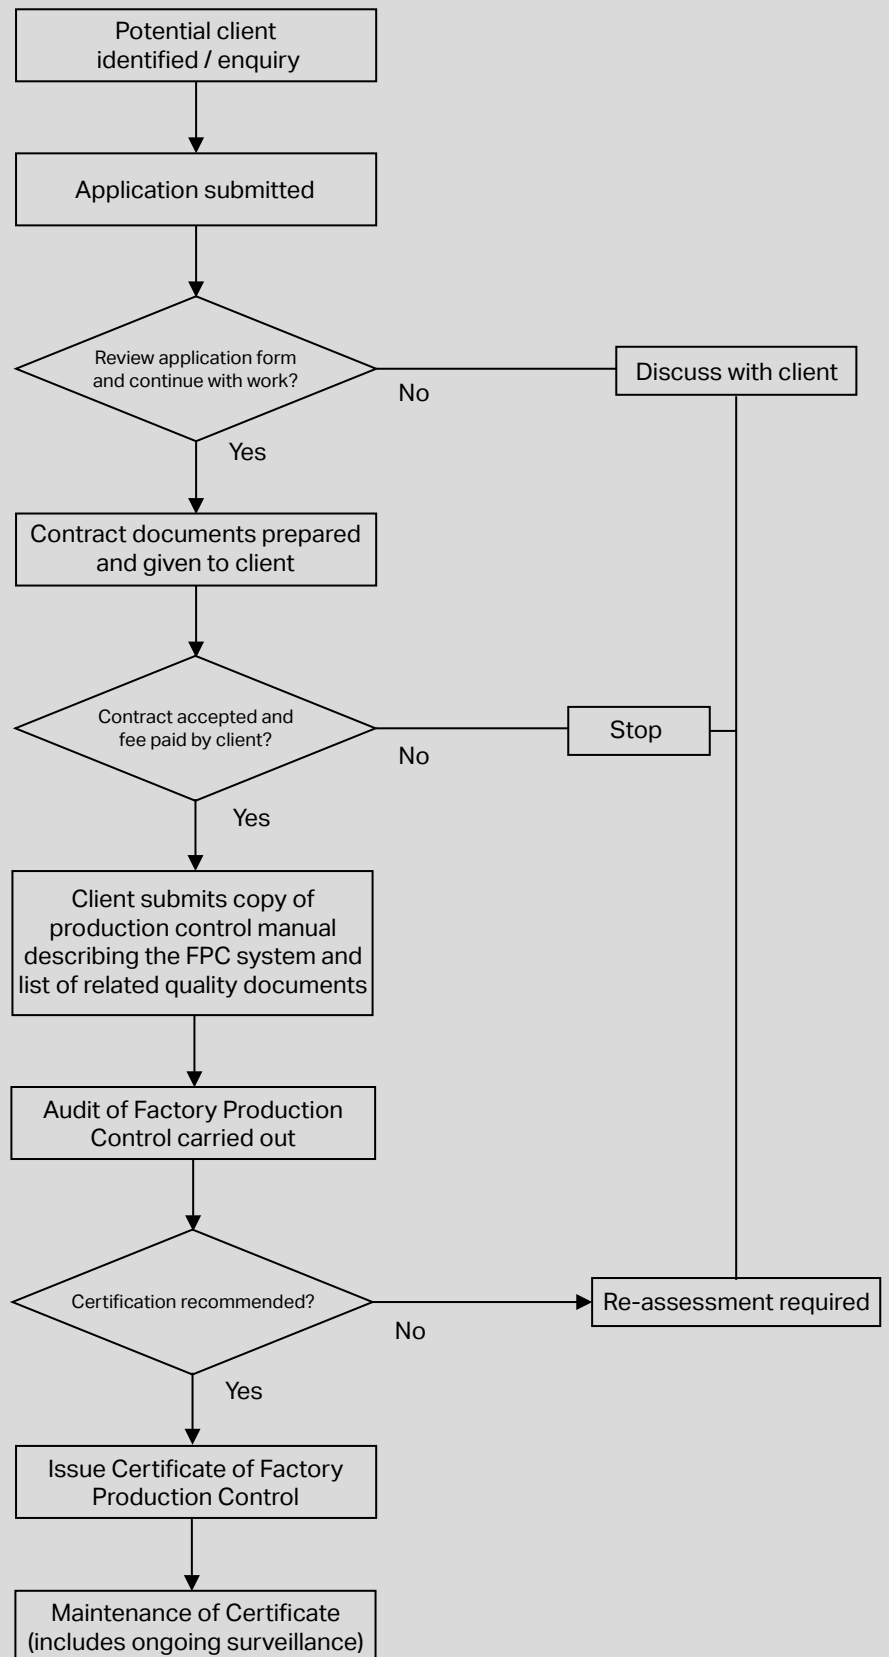 Potential client
identified / enquiry
Application submitted
Review application form
and continue with work?
No
Discuss with client
Yes
Contract documents prepared
and given to client
Contract accepted and
fee paid by client?
No
Stop
Yes
Client submits copy of
production control manual
describing the FPC system and
list of related quality documents
Audit of Factory Production
Control carried out
Certification recommended?
No
Re-assessment required
Yes
Issue Certificate of Factory
Production Control
Maintenance of Certificate
(includes ongoing surveillance)